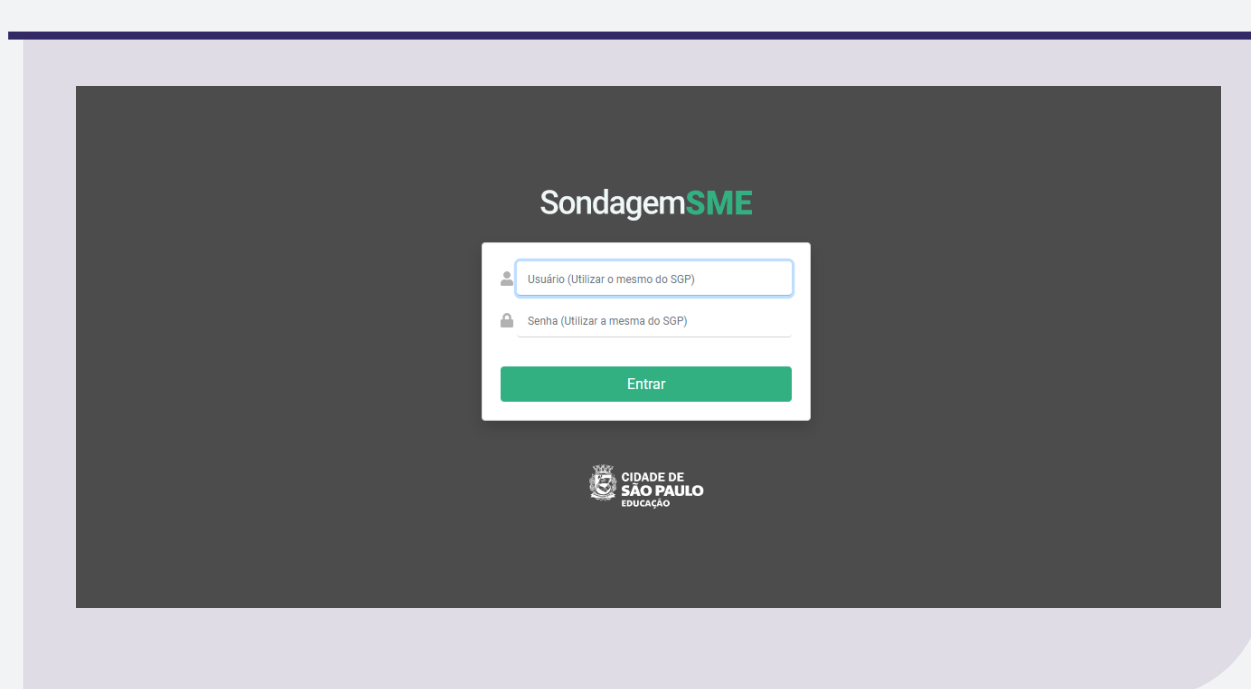 SondagemSME
Usuário (Utilizar o mesmo do SGP)
Senha (Utilizar a mesma do SGP)
Entrar
CIDADE DE
SÃO PAULO
EDUCAÇÃO